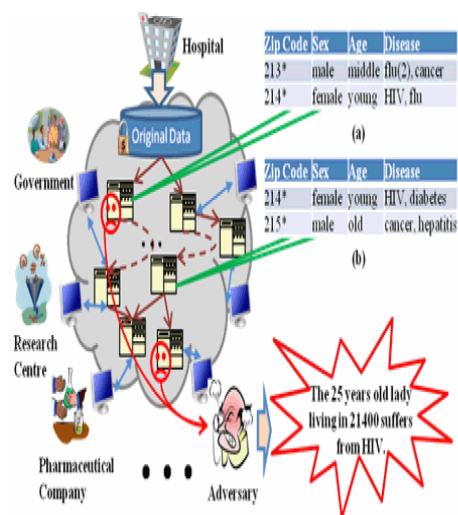 Hospital
Original Data
Government
Research
Centre
Pharmaceutical
Company
Adversary
Zip Code Sex Age Disease
213* male middle flu(2), cancer
214* female young HIV, flu
(a)
Zip Code Sex Age Disease
214* female young HIV, diabetes
215* male old cancer, hepatitis
(b)
The 25 years old lady
living in 21400 suffers
from HIV.